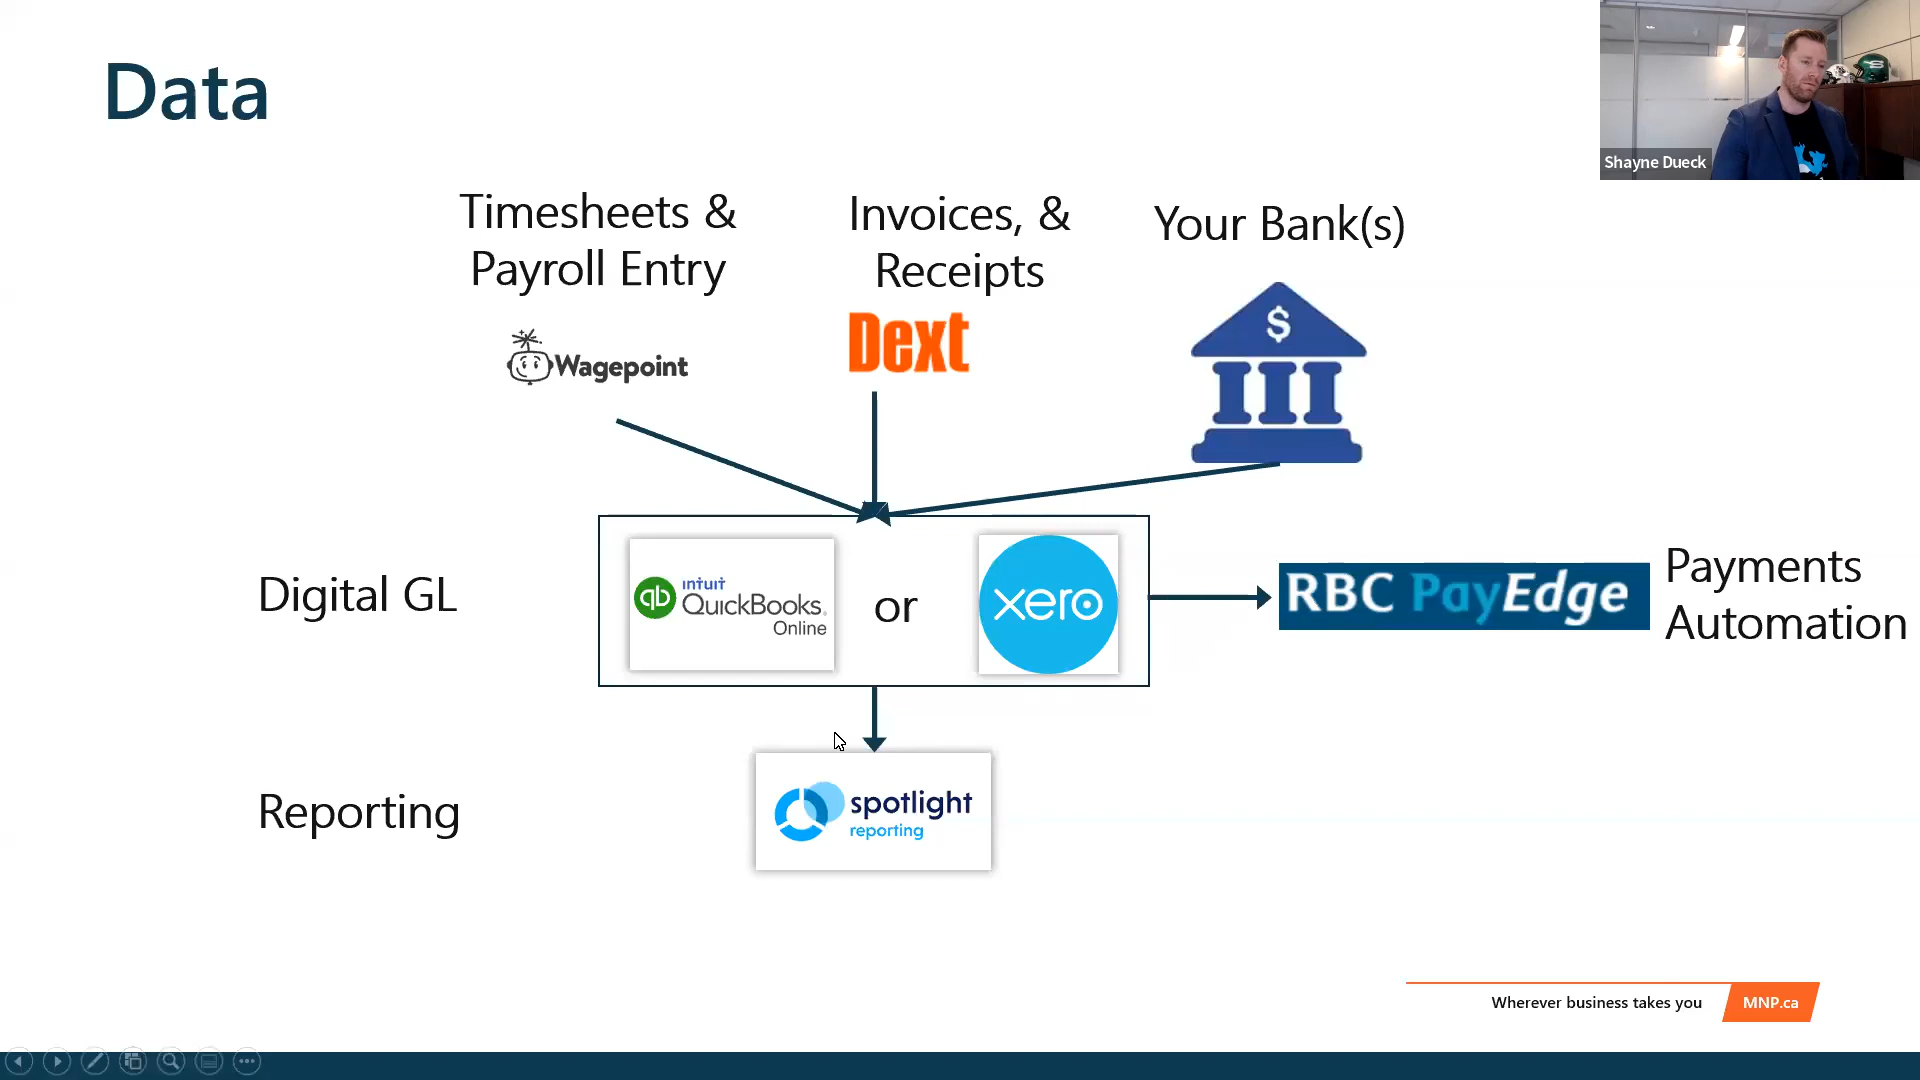 Data
Shayne Dueck
Timesheets &
Payroll Entry
Invoices, &
Receipts
Your Bank(s)
Wagepoint
Dext
$
Digital GL
qb
intuit
QuickBooks.
Online
or
xero
RBC PayEdge
Payments
Automation
Reporting
spotlight
reporting
Wherever business takes you
MNP.ca